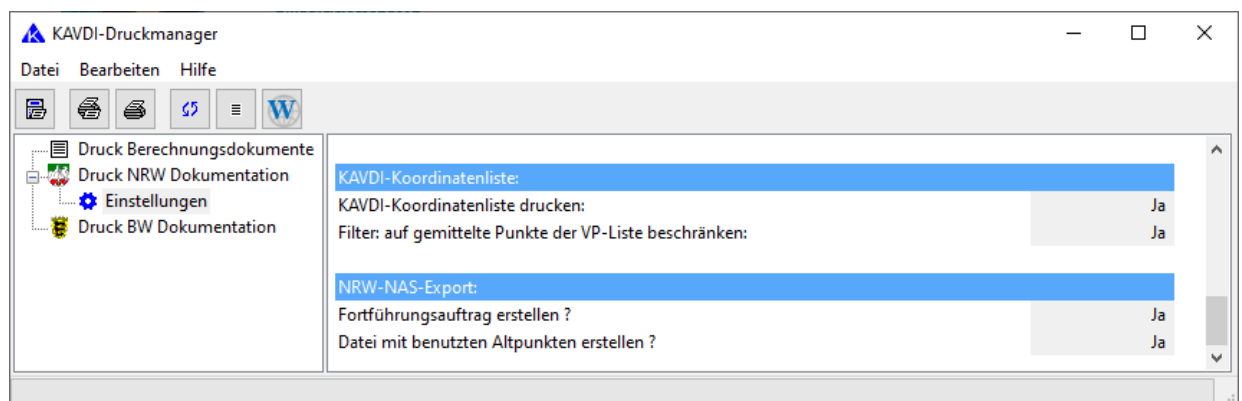 KAVDI-Druckmanager
Datei Bearbeiten Hilfe
W
Druck Berechnungsdokumente
Druck NRW Dokumentation
Einstellungen
Druck BW Dokumentation
KAVDI-Koordinatenliste:
KAVDI-Koordinatenliste drucken: Ja
Filter: auf gemittelte Punkte der VP-Liste beschränken: Ja
NRW-NAS-Export:
Fortführungsauftrag erstellen ? Ja
Datei mit benutzten Altpunkten erstellen ? Ja